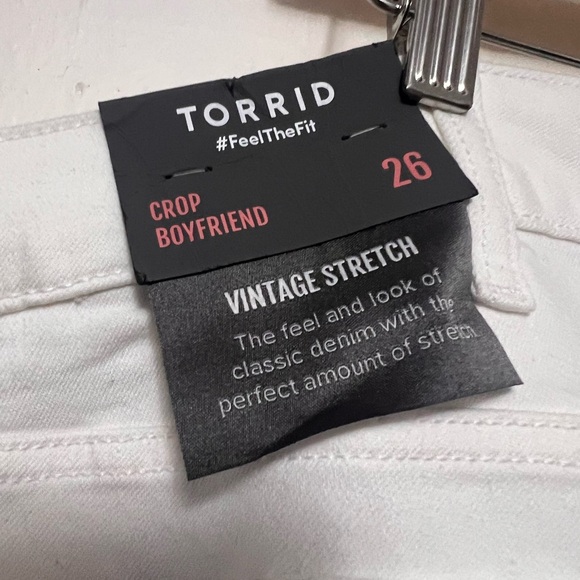 TORRID
#FeelTheFit
26
CROP
BOYFRIEND
VINTAGE STRETCH
The feel and look of
classic denim with the
perfect amount of stretch